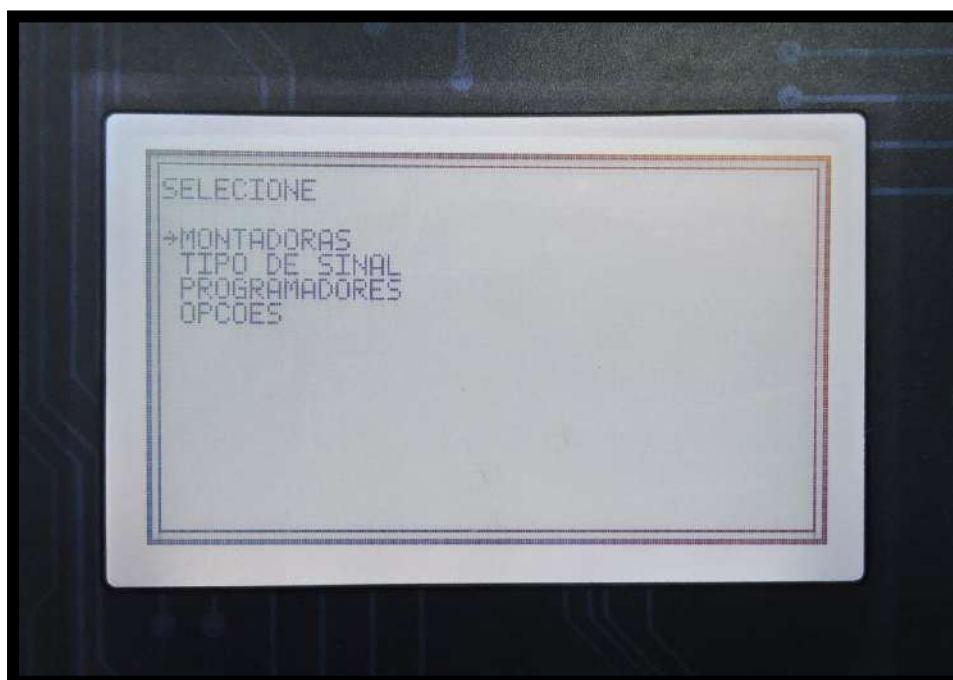 SELECIONE
→MONTADORAS
TIPO DE SINAL
PROGRAMADORES
OPCOES